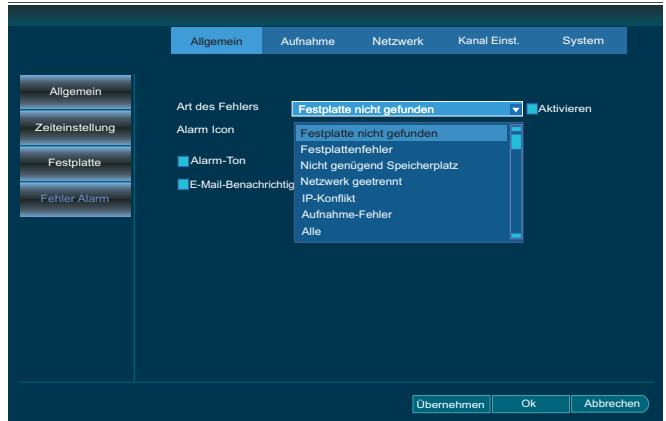 Allgemein Aufnahme Netzwerk Kanal Einst. System
Allgemein
Zeiteinstellung
Festplatte
Fehler Alarm
Art des Fehlers Festplatte nicht gefunden Aktivieren
Alarm Icon
Alarm-Ton
E-Mail-Benachrichtig
Festplatte nicht gefunden
Festplattenfehler
Nicht genügend Speicherplatz
Netzwerk geetrennt
IP-Konflikt
Aufnahme-Fehler
Alle
Übernehmen Ok Abbrechen